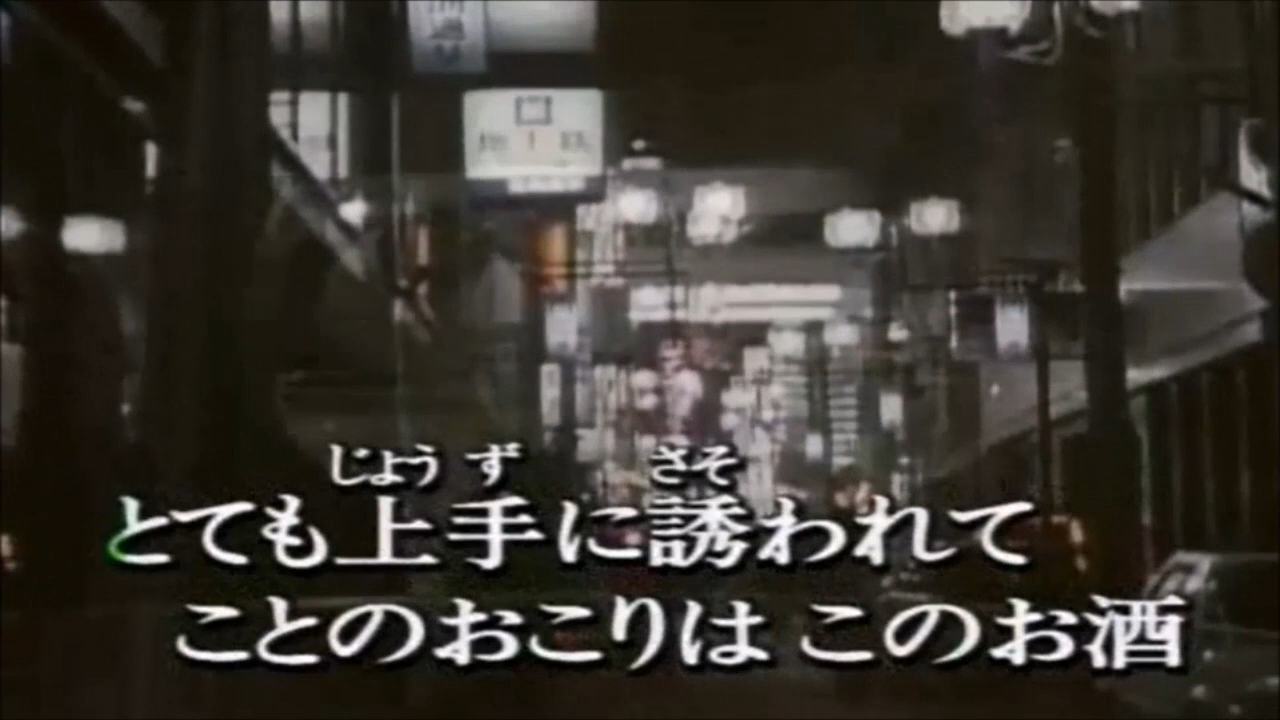 じょうず さそ
とても上手に誘われて
ことのおこりは このお酒